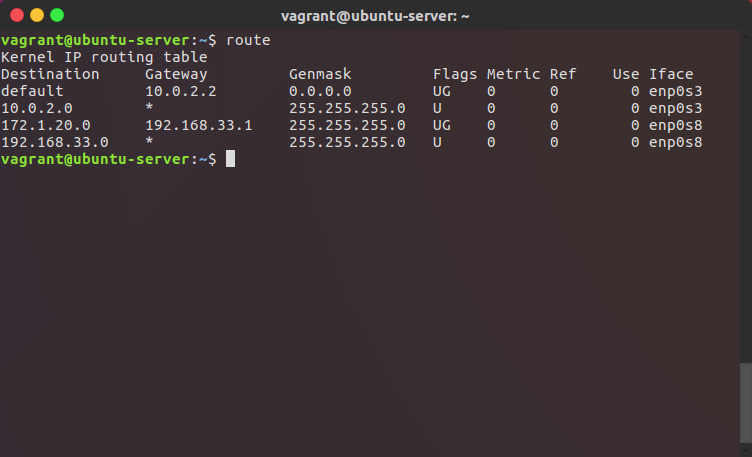 vagrant@ubuntu-server: ~
vagrant@ubuntu-server:~$ route
Kernel IP routing table
Destination     Gateway         Genmask         Flags Metric Ref    Use Iface
default         10.0.2.2        0.0.0.0         UG    0      0        0 enp0s3
10.0.2.0        *               255.255.255.0   U     0      0        0 enp0s3
172.1.20.0      192.168.33.1    255.255.255.0   UG    0      0        0 enp0s8
192.168.33.0    *               255.255.255.0   U     0      0        0 enp0s8
vagrant@ubuntu-server:~$